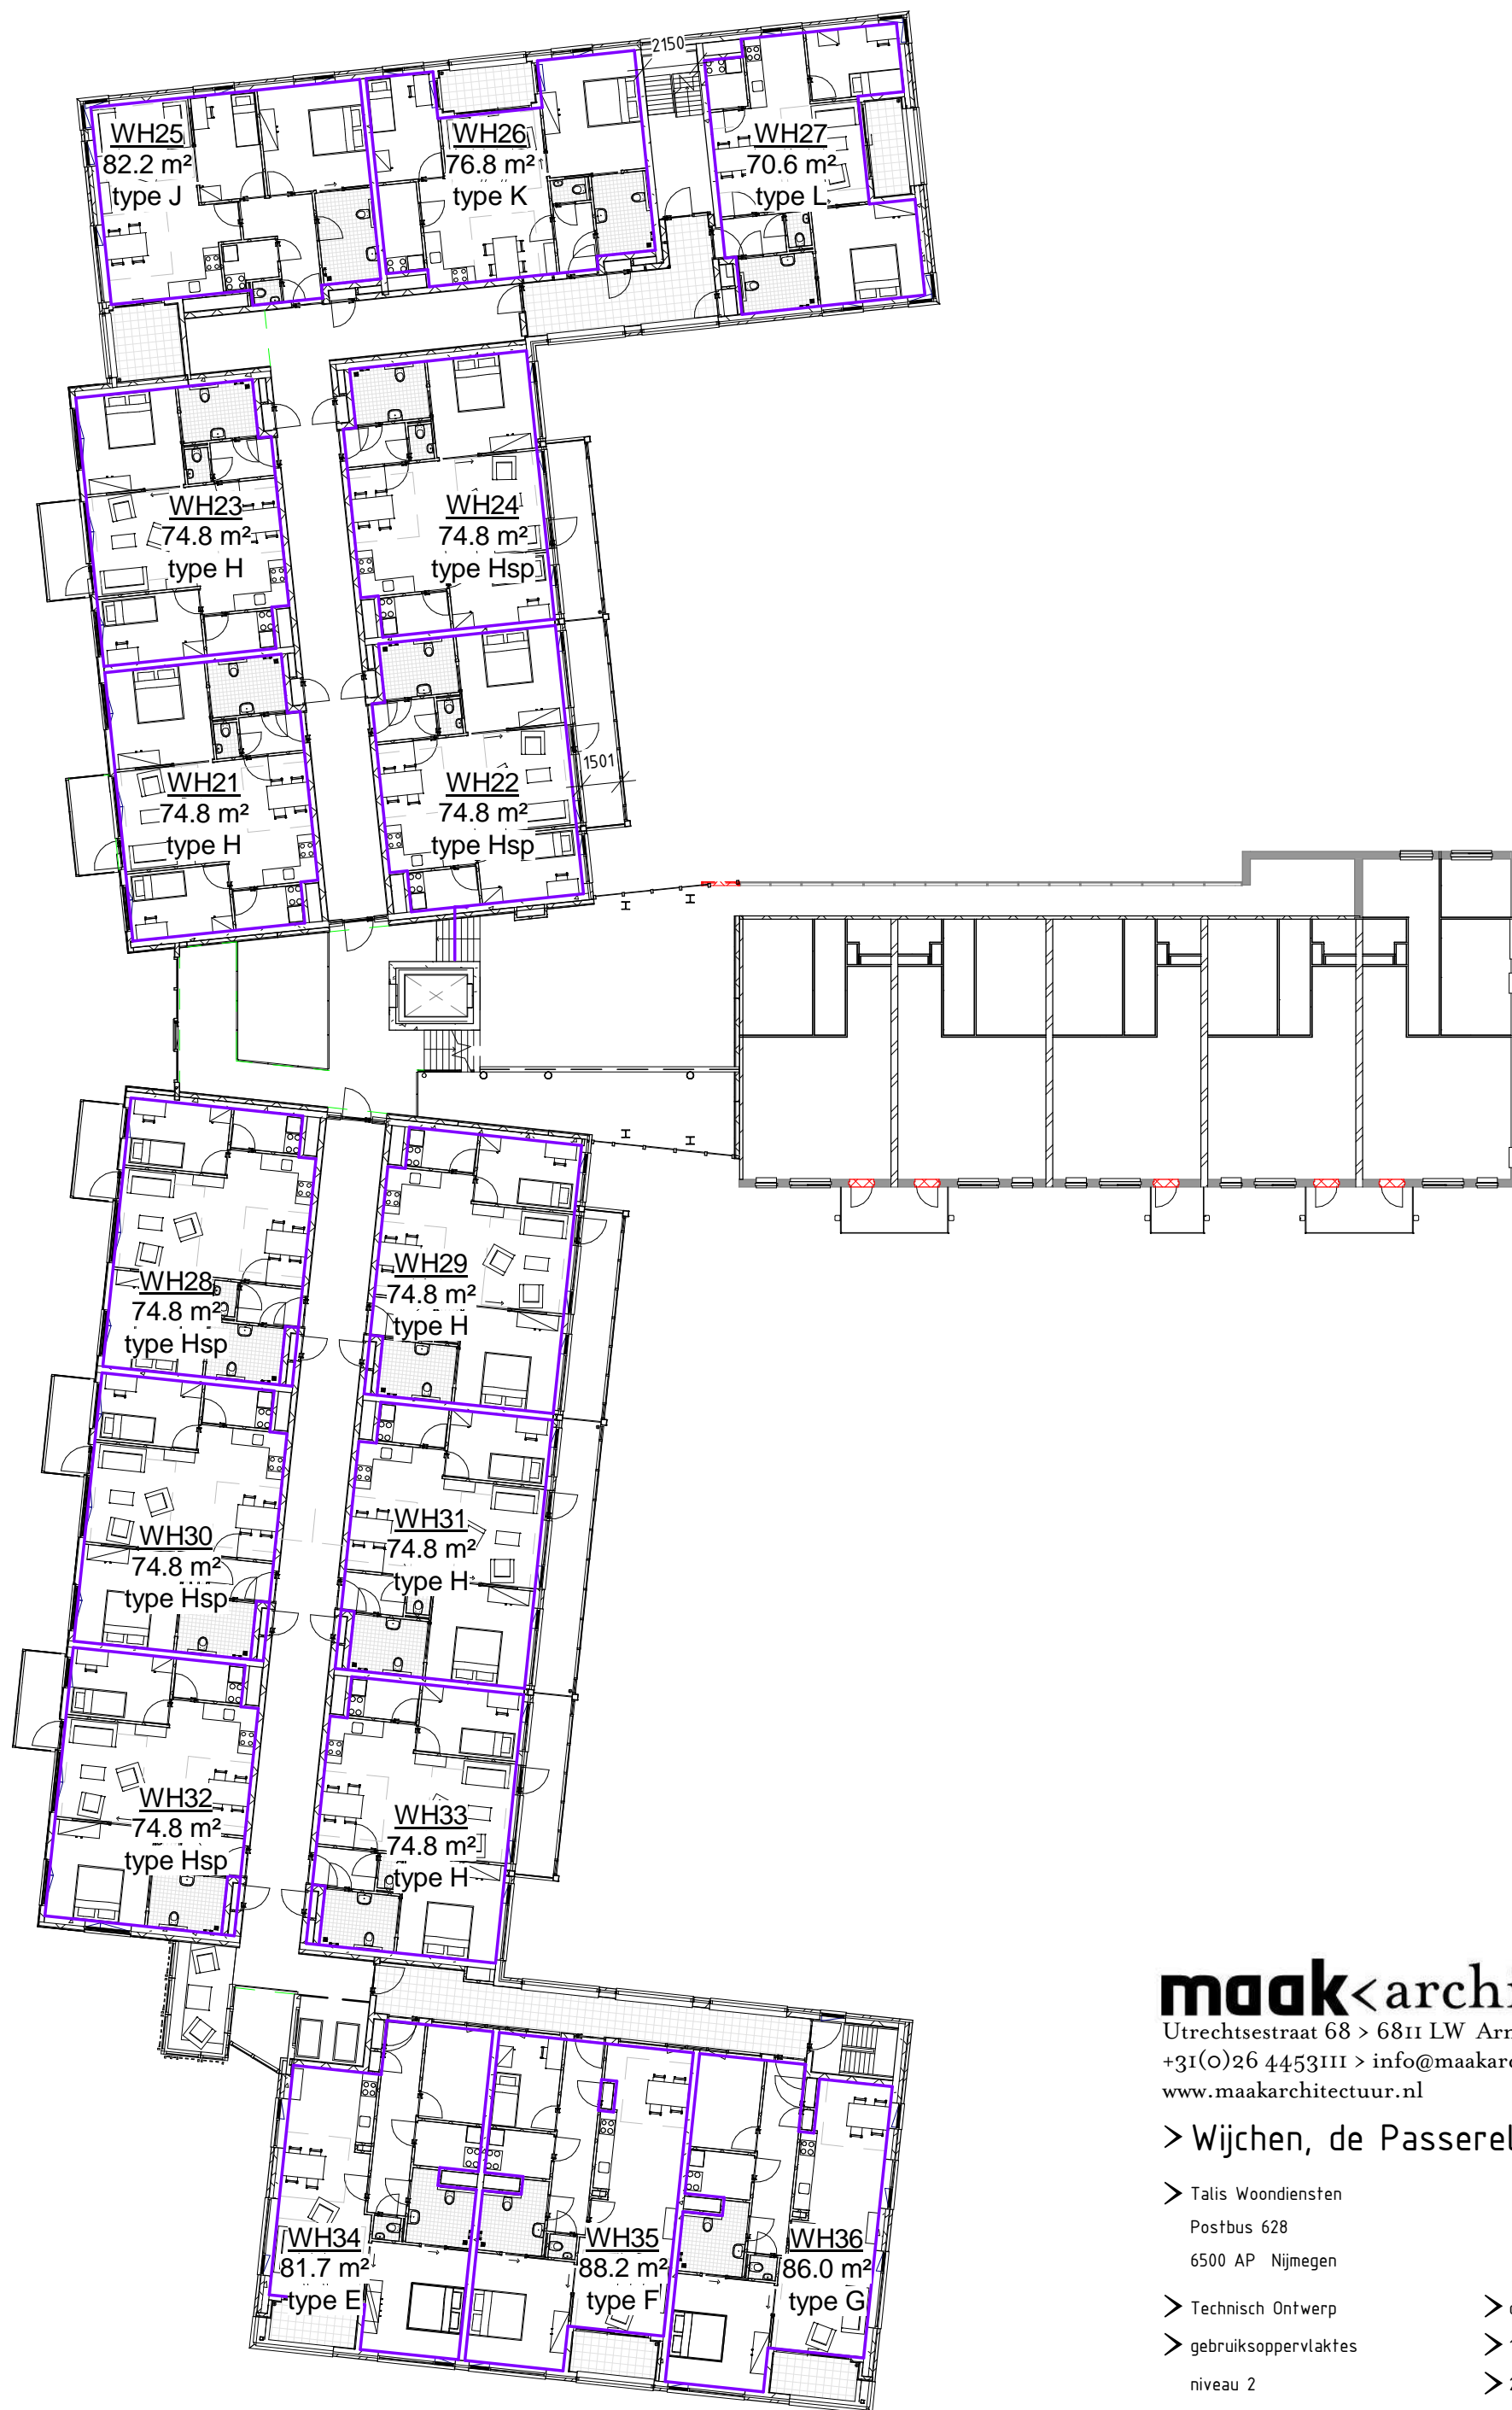 2150
WH25
82.2 m²
type J
WH26
76.8 m²
type K
WH27
70.6 m²
type L
WH23
74.8 m²
type H
WH24
74.8 m²
type Hsp
WH21
74.8 m²
type H
WH22
74.8 m²
type Hsp
1501
WH28
74.8 m²
type Hsp
WH29
74.8 m²
type H
WH30
74.8 m²
type Hsp
WH31
74.8 m²
type H
WH32
74.8 m²
type Hsp
WH33
74.8 m²
type H
WH34
81.7 m²
type E
WH35
88.2 m²
type F
WH36
86.0 m²
type G
maak<archi
Utrechtsestraat 68 > 6811 LW Arn
+31(0)26 4453111 > info@maakar
www.maakarchitectuur.nl
> Wijchen, de Passerel
> Talis Woondiensten
Postbus 628
6500 AP Nijmegen
> Technisch Ontwerp >
> gebruiksoppervlaktes >
niveau 2 >